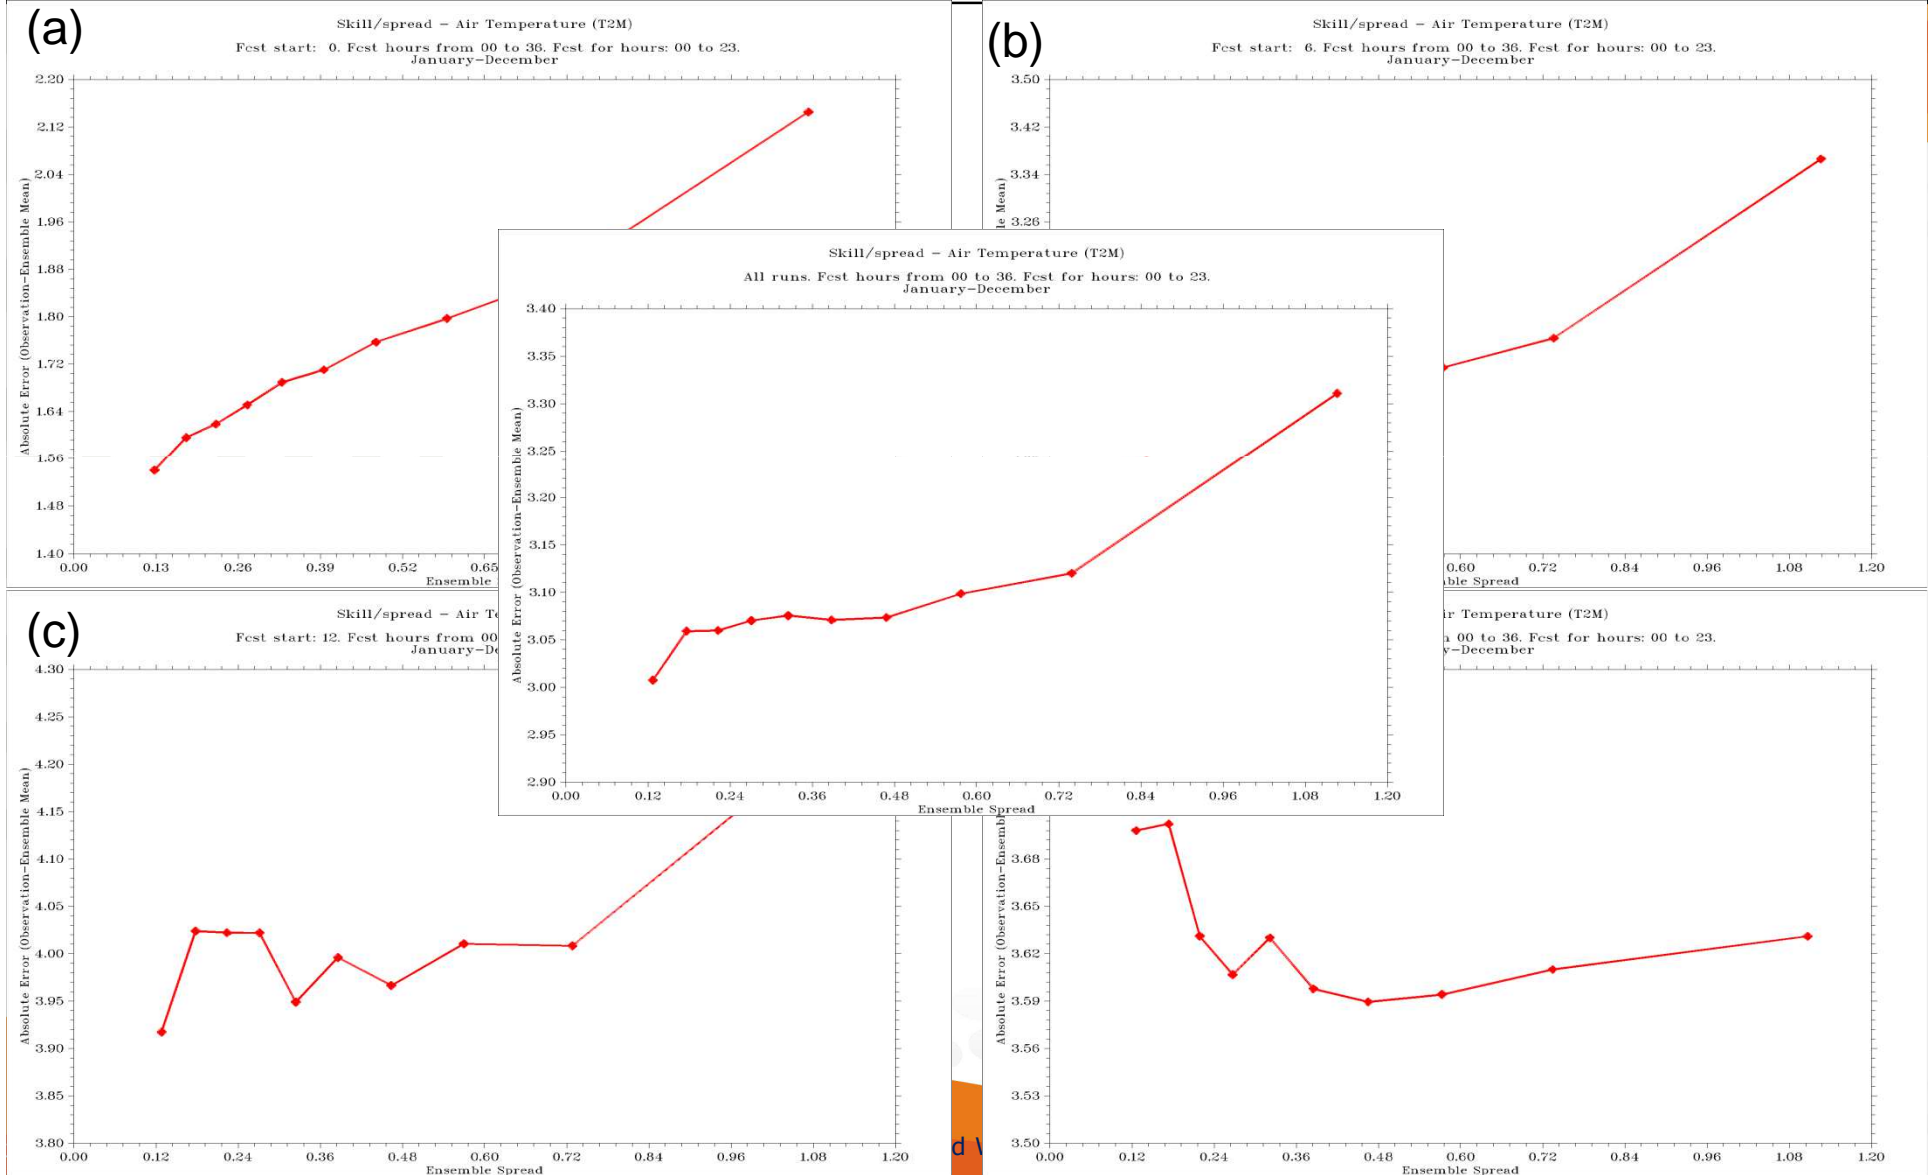 (a)
Skill/spread − Air Temperature (T2M)
Fcst start:  0. Fcst hours from 00 to 36. Fcst for hours: 00 to 23.
January−December
Absolute Error (Observation−Ensemble Mean)
2.20
2.12
2.04
1.96
1.88
1.80
1.72
1.64
1.56
1.48
1.40
0.00 0.13 0.26 0.39 0.52 0.65
Ensemble
(b)
Skill/spread − Air Temperature (T2M)
Fcst start:  6. Fcst hours from 00 to 36. Fcst for hours: 00 to 23.
January−December
Mean)
3.50
3.42
3.34
3.26
0.60 0.72 0.84 0.96 1.08 1.20
Spread
Skill/spread − Air Temperature (T2M)
All runs. Fcst hours from 00 to 36. Fcst for hours: 00 to 23.
January−December
Absolute Error (Observation−Ensemble Mean)
3.40
3.35
3.30
3.25
3.20
3.15
3.10
3.05
3.00
2.95
2.90
0.00 0.12 0.24 0.36 0.48 0.60 0.72 0.84 0.96 1.08 1.20
Ensemble Spread
(c)
Skill/spread − Air
Fcst start: 12. Fcst hours from 00
Absolute Error (Observation−Ensemble Mean)
4.30
4.25
4.20
4.15
4.10
4.05
4.00
3.95
3.90
3.85
3.80
0.00 0.12 0.24 0.36 0.48 0.60 0.72 0.84 0.96 1.08 1.20
Ensemble Spread
Temperature (T2M)
00 to 36. Fcst for hours: 00 to 23.
Absolute Error
3.68
3.65
3.62
3.59
3.56
3.53
3.50
0.00 0.12 0.24 0.36 0.48 0.60 0.72 0.84 0.96 1.08 1.20
Ensemble Spread